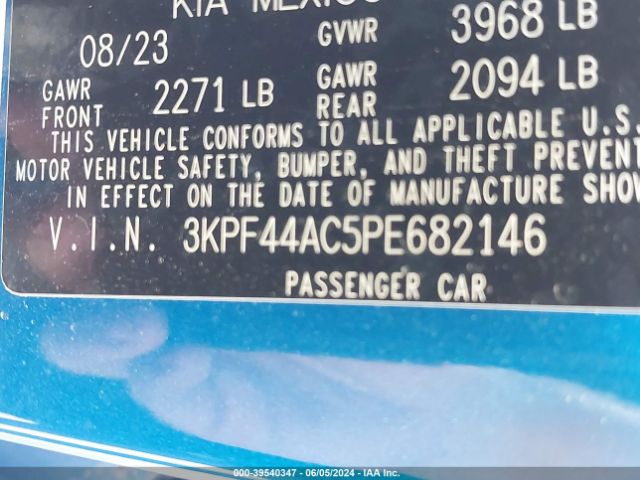 KIA MEXICO
08/23 GVWR 3968 LB
GAWR FRONT 2271 LB GAWR REAR 2094 LB
THIS VEHICLE CONFORMS TO ALL APPLICABLE U.S.
MOTOR VEHICLE SAFETY, BUMPER, AND THEFT PREVENT
IN EFFECT ON THE DATE OF MANUFACTURE SHOW
V.I.N. 3KPF44AC5PE682146
PASSENGER CAR
000-39540347 - 06/05/2024 - IAA Inc.